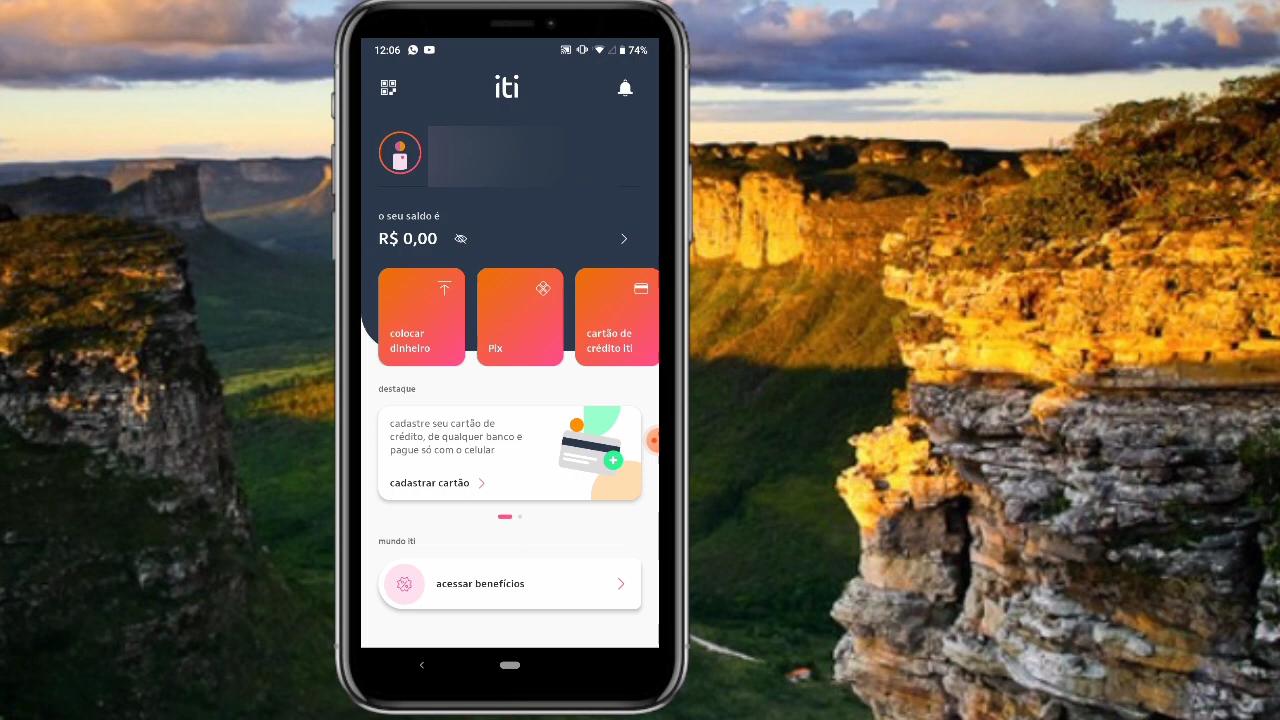 12:06
74%
iti
o seu saldo é
R$ 0,00
colocar
dinheiro
Pix
cartão de
crédito iti
destaque
cadastre seu cartão de
crédito, de qualquer banco e
pague só com o celular
cadastrar cartão
mundo iti
acessar benefícios